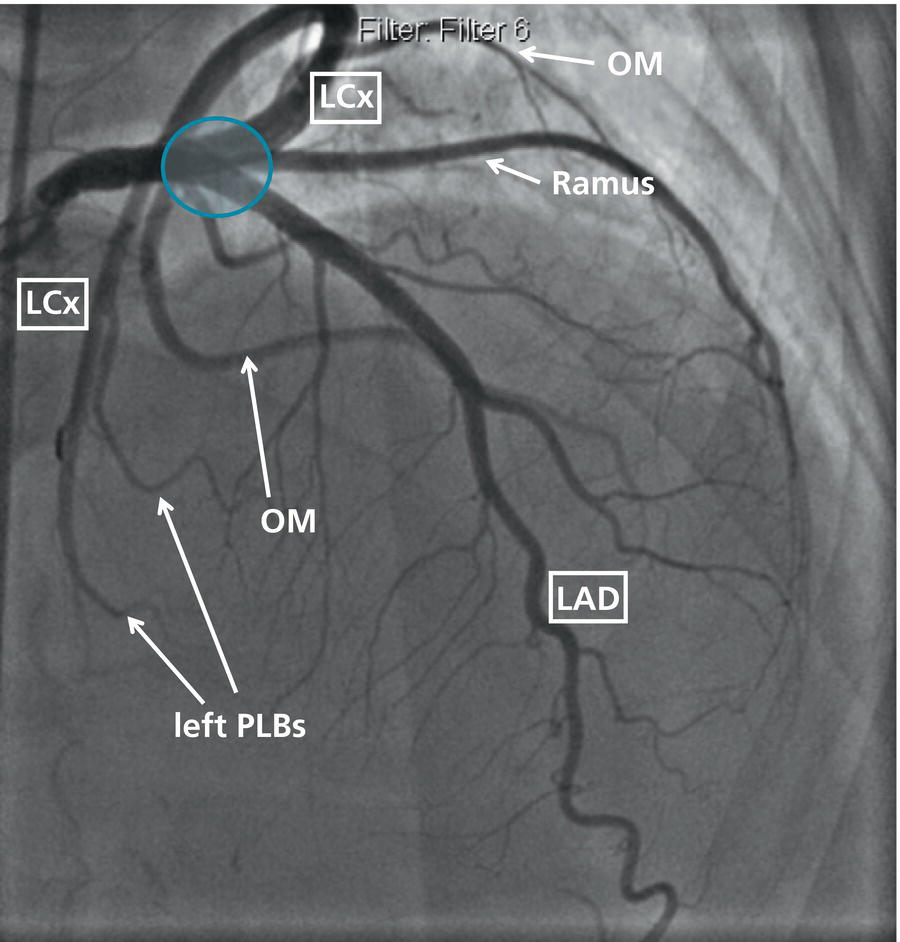 Filter: Filter 6
OM
LCx
Ramus
LCx
OM
LAD
left PLBs